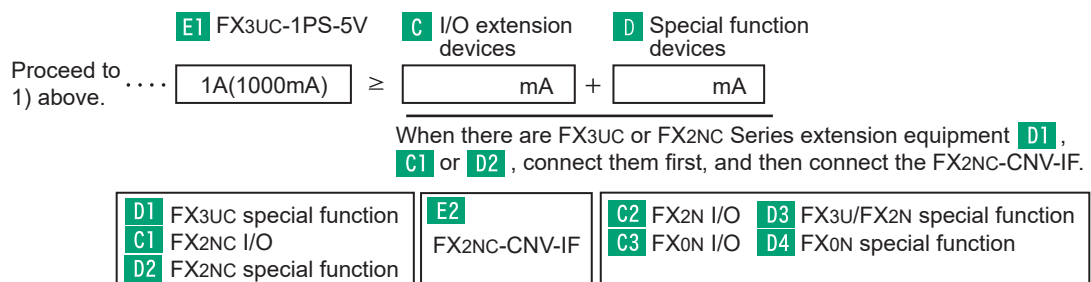 E1 FX3UC-1PS-5V C I/O extension devices D Special function devices
Proceed to 1) above. ···· 1A(1000mA) ≥ mA + mA
When there are FX3UC or FX2NC Series extension equipment D1 ,
C1 or D2 , connect them first, and then connect the FX2NC-CNV-IF.
D1 FX3UC special function
C1 FX2NC I/O
D2 FX2NC special function
E2
FX2NC-CNV-IF
C2 FX2N I/O D3 FX3U/FX2N special function
C3 FX0N I/O D4 FX0N special function